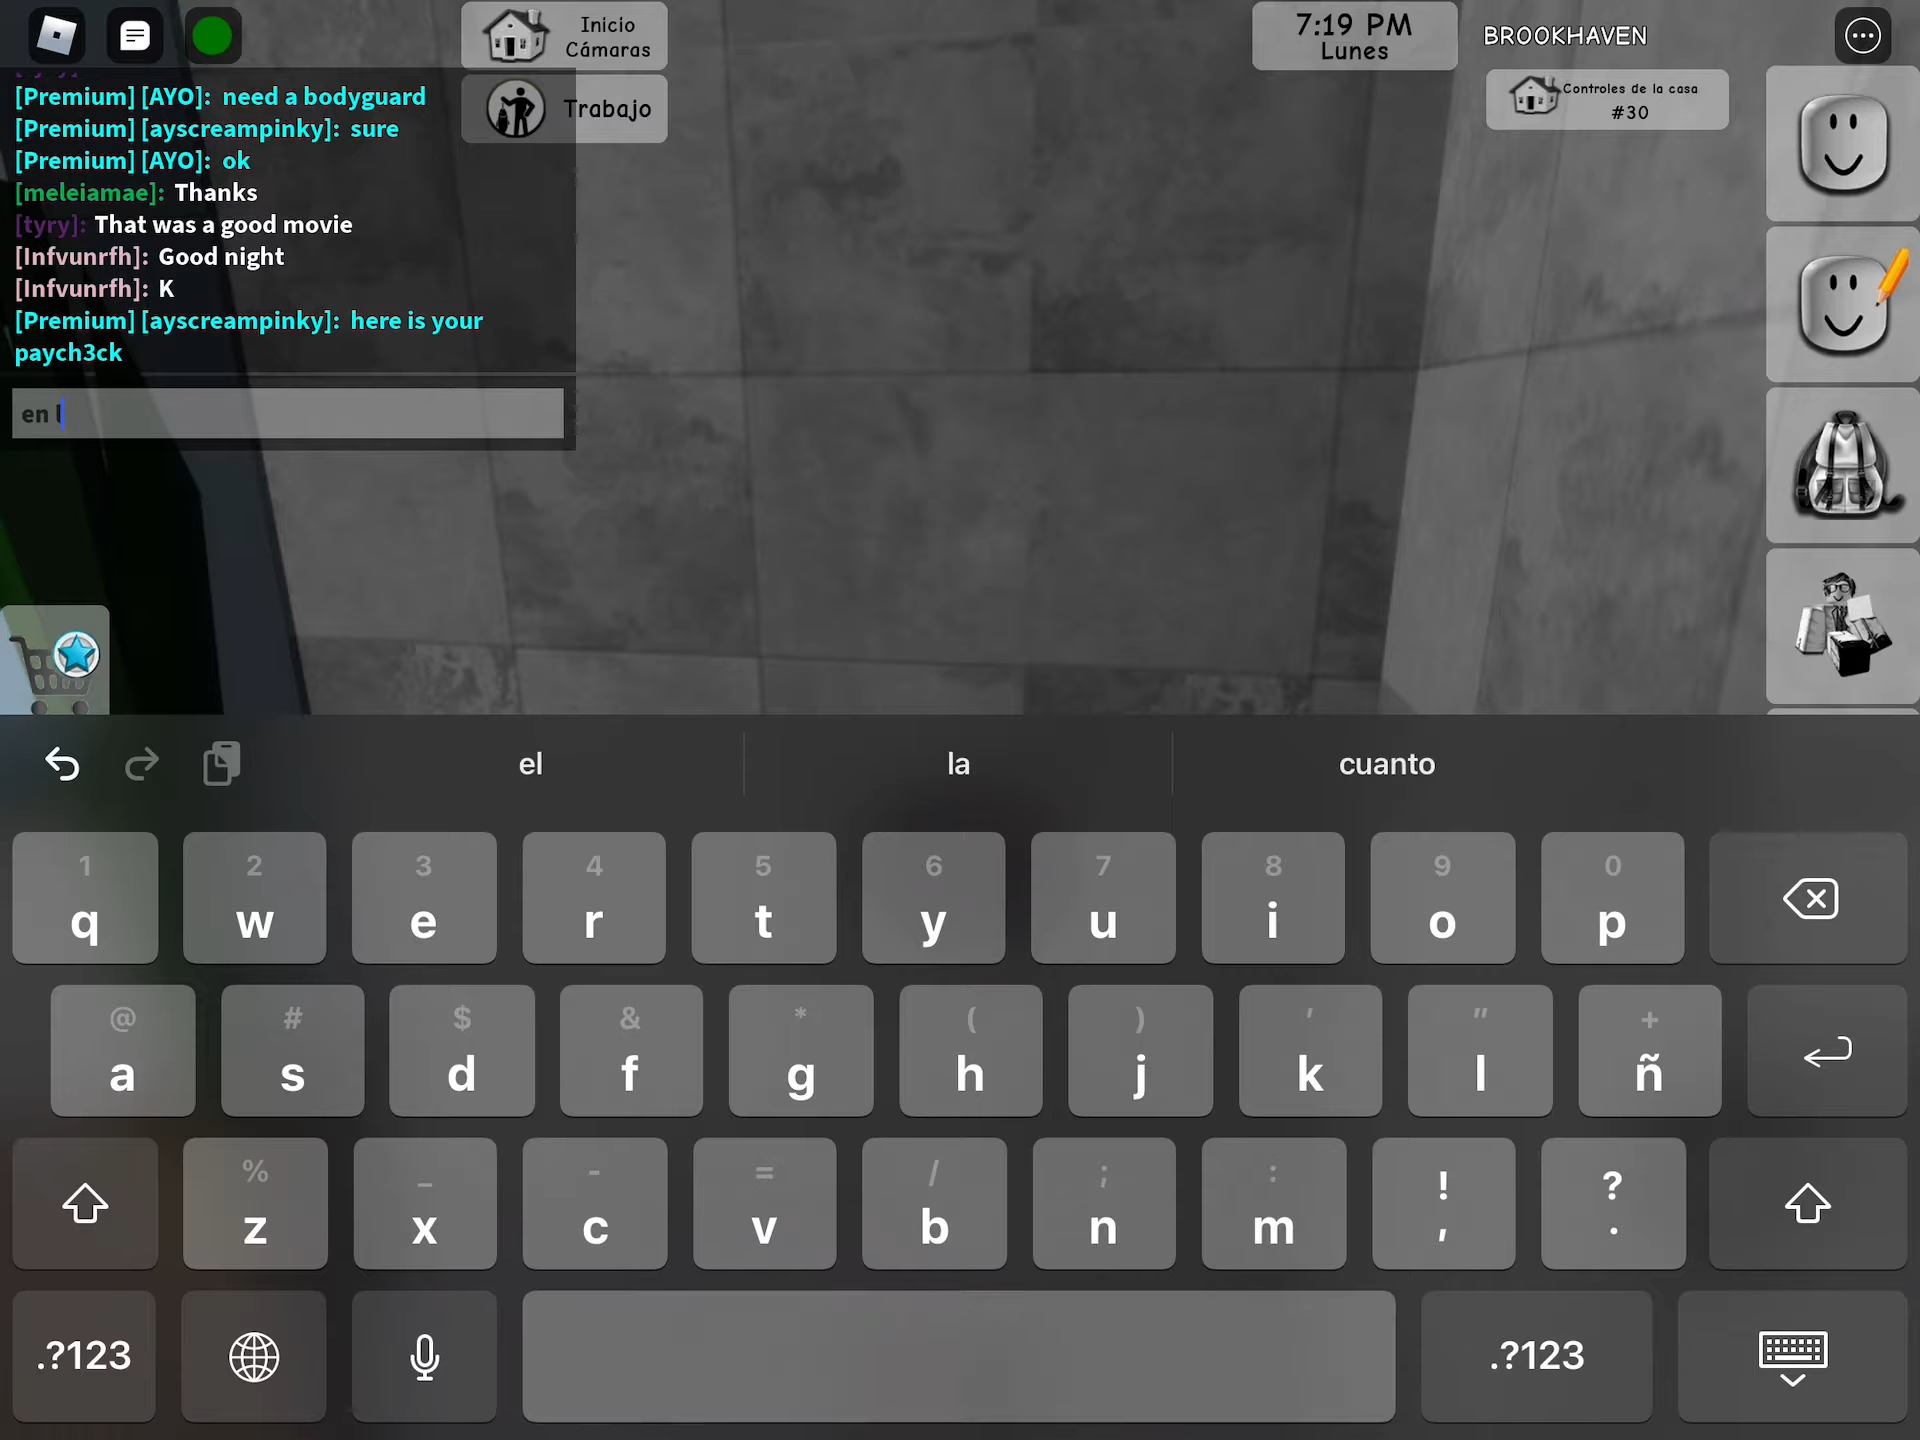 Inicio
Cámaras
7:19 PM
Lunes
BROOKHAVEN
Controles de la casa
#30
Trabajo
[Premium] [AYO]: need a bodyguard
[Premium] [ayscreampinky]: sure
[Premium] [AYO]: ok
[meleiamae]: Thanks
[tyry]: That was a good movie
[Infvunrfh]: Good night
[Infvunrfh]: K
[Premium] [ayscreampinky]: here is your
paych3ck
en l
el la cuanto
1 2 3 4 5 6 7 8 9 0
q w e r t y u i o p
@ # $ & * ( ) ' "  +
a s d f g h j k l ñ
% _ - = / ; : ! ?
z x c v b n m , .
.?123 .?123